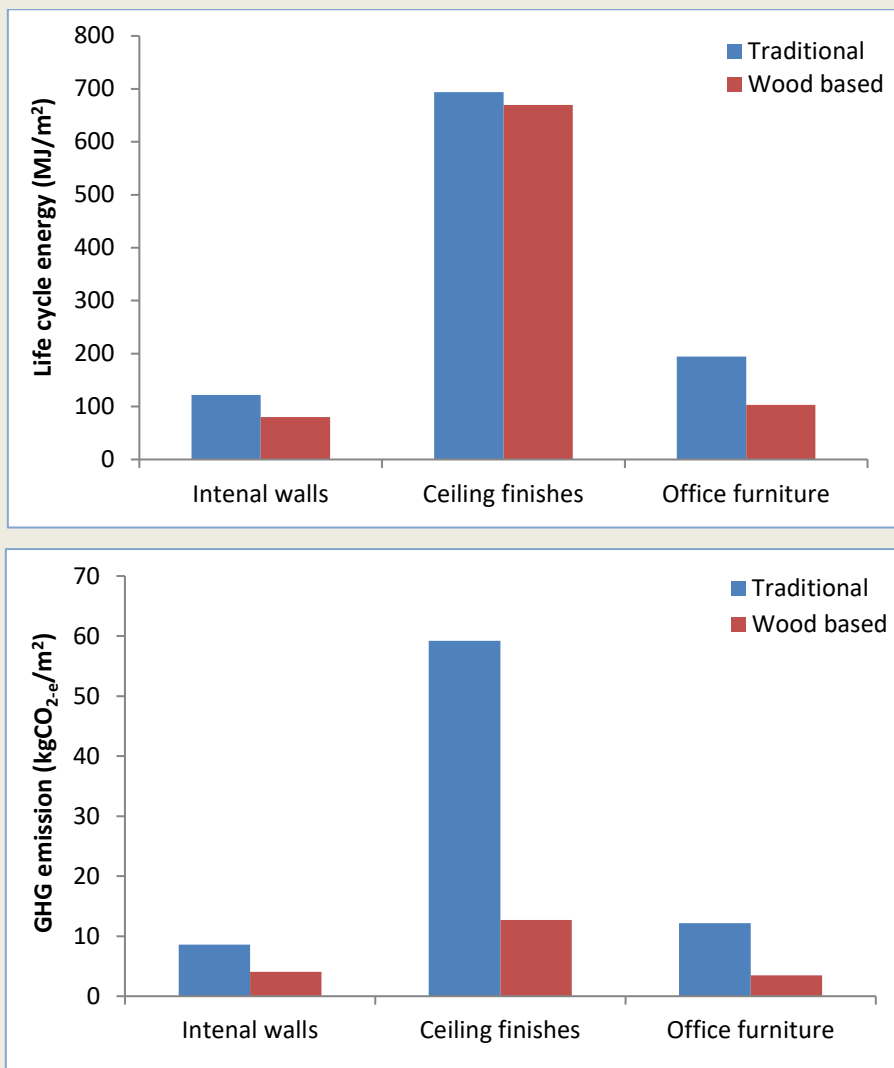 800
700
600
500
400
300
200
100
0
Life cycle energy (MJ/m²)
Traditional
Wood based
Intenal walls Ceiling finishes Office furniture
70
60
50
40
30
20
10
0
GHG emission (kgCO₂₋ₑ/m²)
Traditional
Wood based
Intenal walls Ceiling finishes Office furniture